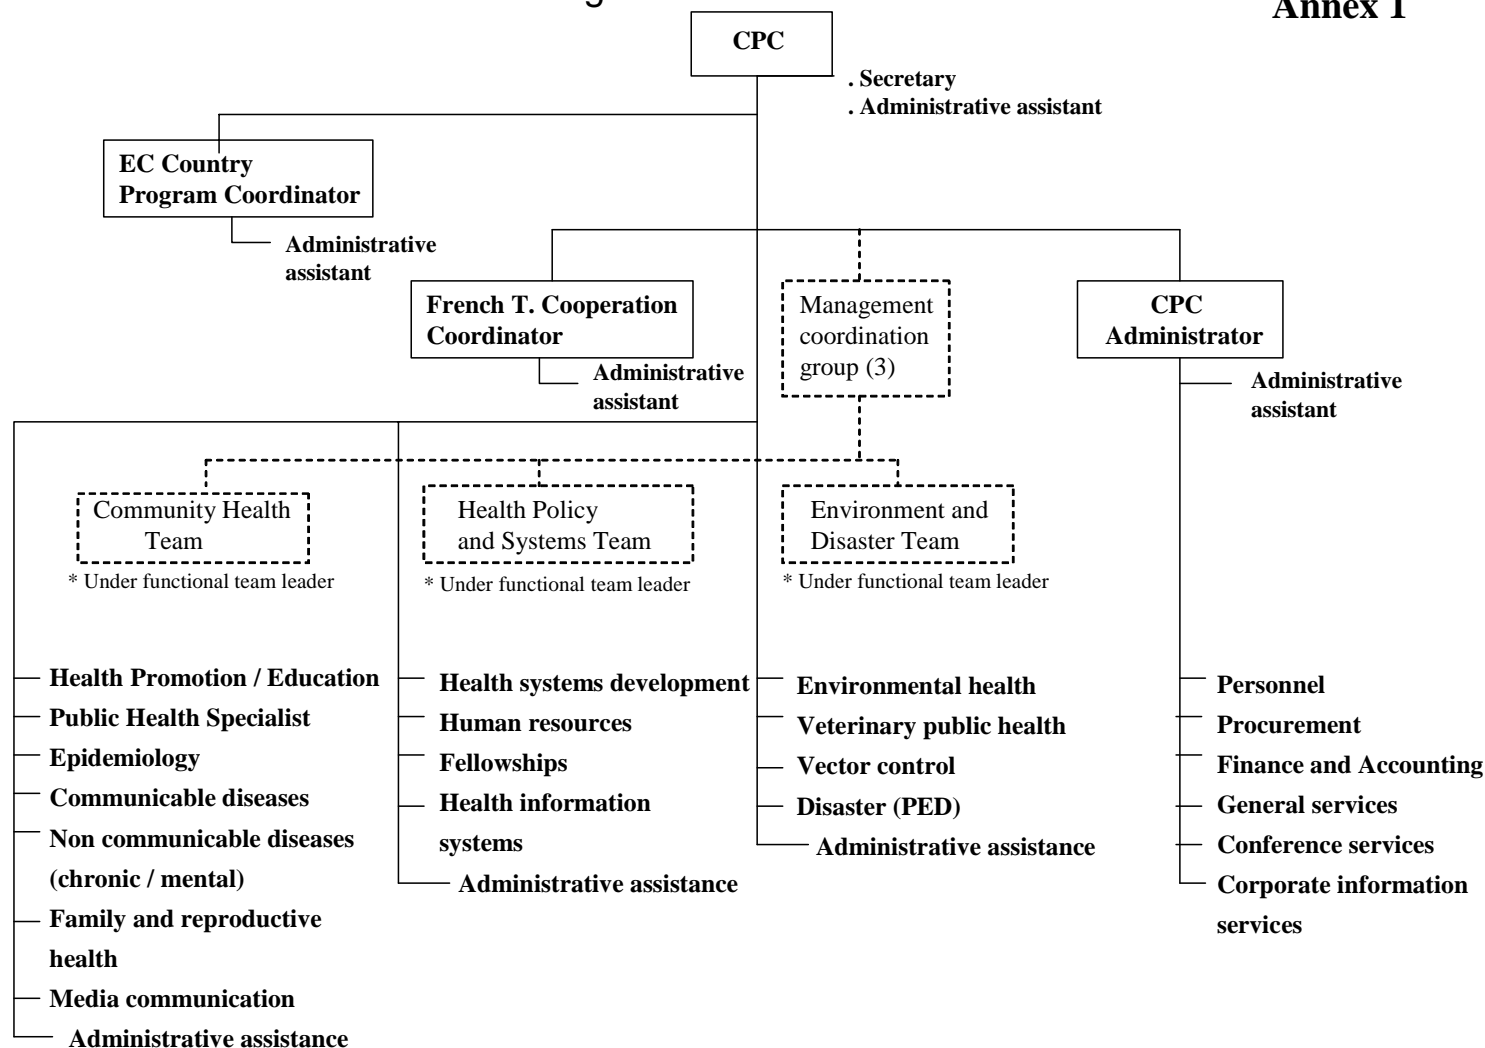 Annex 1
CPC
. Secretary
. Administrative assistant
EC Country
Program Coordinator
Administrative
assistant
French T. Cooperation
Coordinator
Administrative
assistant
Management
coordination
group (3)
CPC
Administrator
Administrative
assistant
Community Health
Team
* Under functional team leader
Health Policy
and Systems Team
* Under functional team leader
Environment and
Disaster Team
* Under functional team leader
Health Promotion / Education
Public Health Specialist
Epidemiology
Communicable diseases
Non communicable diseases
(chronic / mental)
Family and reproductive
health
Media communication
Administrative assistance
Health systems development
Human resources
Fellowships
Health information
systems
Administrative assistance
Environmental health
Veterinary public health
Vector control
Disaster (PED)
Administrative assistance
Personnel
Procurement
Finance and Accounting
General services
Conference services
Corporate information
services